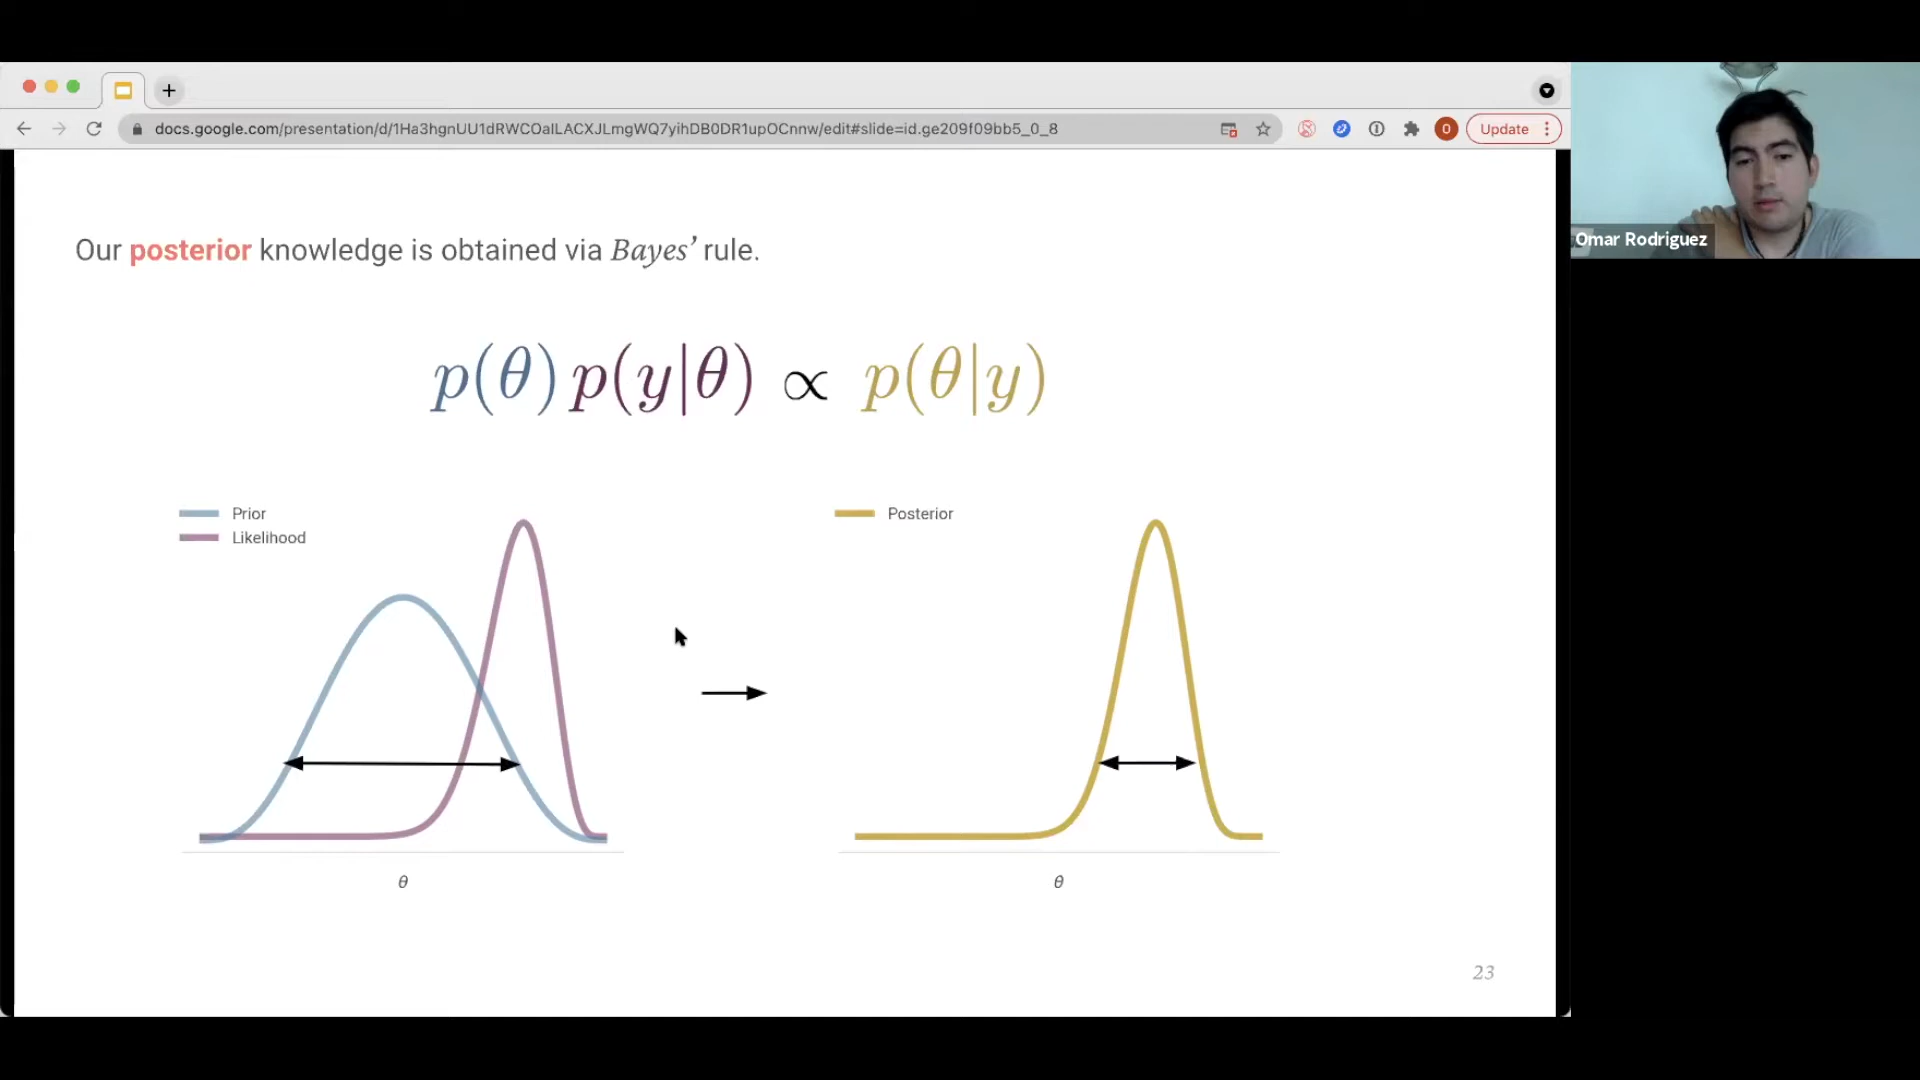 docs.google.com/presentation/d/1Ha3hgnUU1dRWCOalLACXJLmgWQ7yihDB0DR1upOCnnw/edit#slide=id.ge209f09bb5_0_8
O
Update
Omar Rodriguez
Our posterior knowledge is obtained via Bayes’ rule.
p(θ) p(y|θ) ∝ p(θ|y)
Prior
Likelihood
θ
Posterior
θ
23